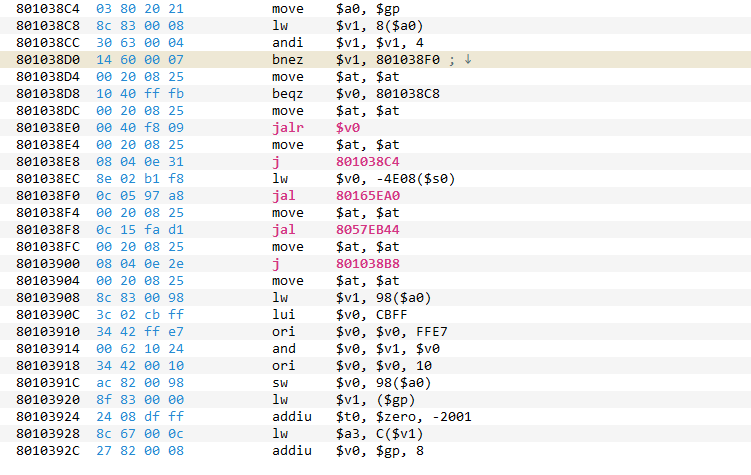 801038C4 03 80 20 21 move $a0, $gp
801038C8 8c 83 00 08 lw $v1, 8($a0)
801038CC 30 63 00 04 andi $v1, $v1, 4
801038D0 14 60 00 07 bnez $v1, 801038F0 ; ↓
801038D4 00 20 08 25 move $at, $at
801038D8 10 40 ff fb beqz $v0, 801038C8
801038DC 00 20 08 25 move $at, $at
801038E0 00 40 f8 09 jalr $v0
801038E4 00 20 08 25 move $at, $at
801038E8 08 04 0e 31 j 801038C4
801038EC 8e 02 b1 f8 lw $v0, -4E08($s0)
801038F0 0c 05 97 a8 jal 80165EA0
801038F4 00 20 08 25 move $at, $at
801038F8 0c 15 fa d1 jal 8057EB44
801038FC 00 20 08 25 move $at, $at
80103900 08 04 0e 2e j 801038B8
80103904 00 20 08 25 move $at, $at
80103908 8c 83 00 98 lw $v1, 98($a0)
8010390C 3c 02 cb ff lui $v0, CBFF
80103910 34 42 ff e7 ori $v0, $v0, FFE7
80103914 00 62 10 24 and $v0, $v1, $v0
80103918 34 42 00 10 ori $v0, $v0, 10
8010391C ac 82 00 98 sw $v0, 98($a0)
80103920 8f 83 00 00 lw $v1, ($gp)
80103924 24 08 df ff addiu $t0, $zero, -2001
80103928 8c 67 00 0c lw $a3, C($v1)
8010392C 27 82 00 08 addiu $v0, $gp, 8